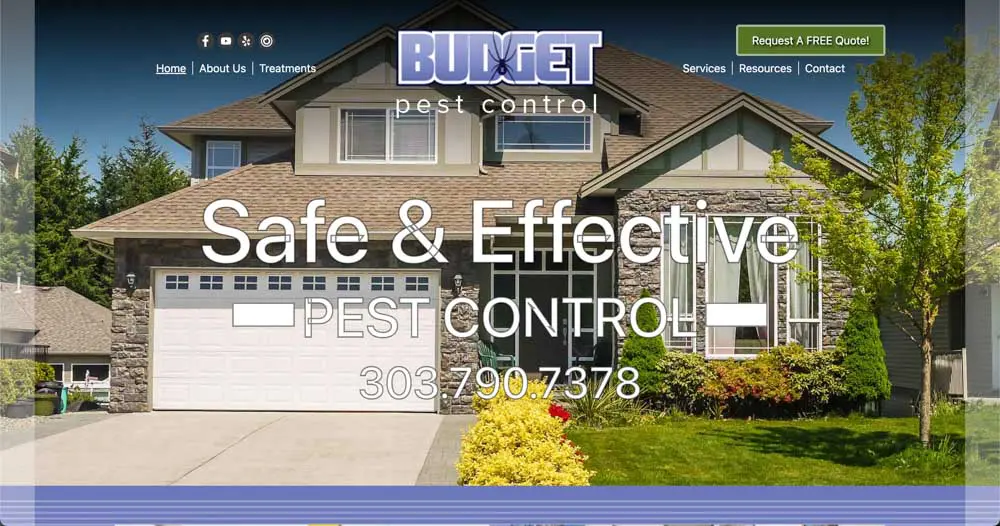 Request A FREE Quote!
Home | About Us | Treatments
BUDGET
pest control
Services | Resources | Contact
Safe & Effective
PEST CONTROL
303.790.7378